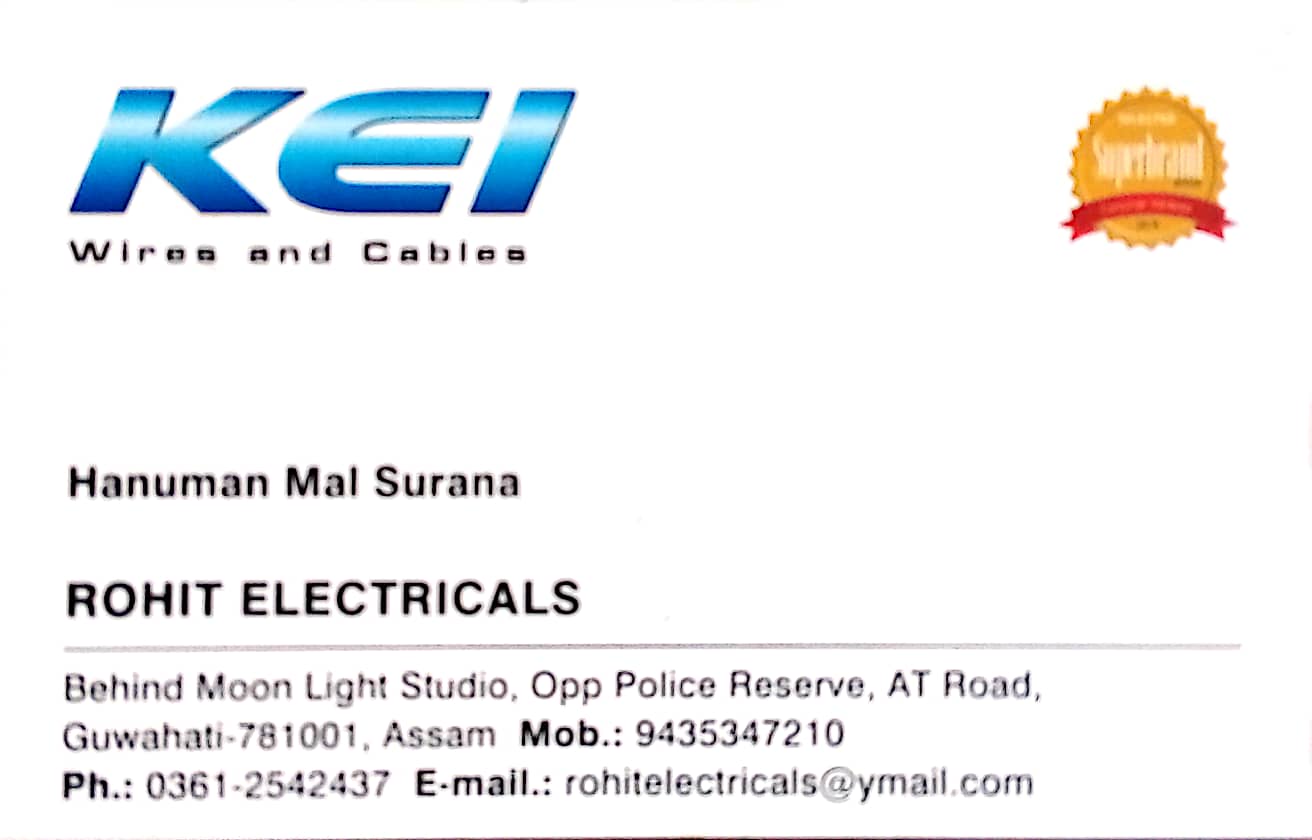 KEI
Wires and Cables
Superbrand
Hanuman Mal Surana
ROHIT ELECTRICALS
Behind Moon Light Studio, Opp Police Reserve, AT Road,
Guwahati-781001, Assam Mob.: 9435347210
Ph.: 0361-2542437 E-mail.: rohitelectricals@ymail.com